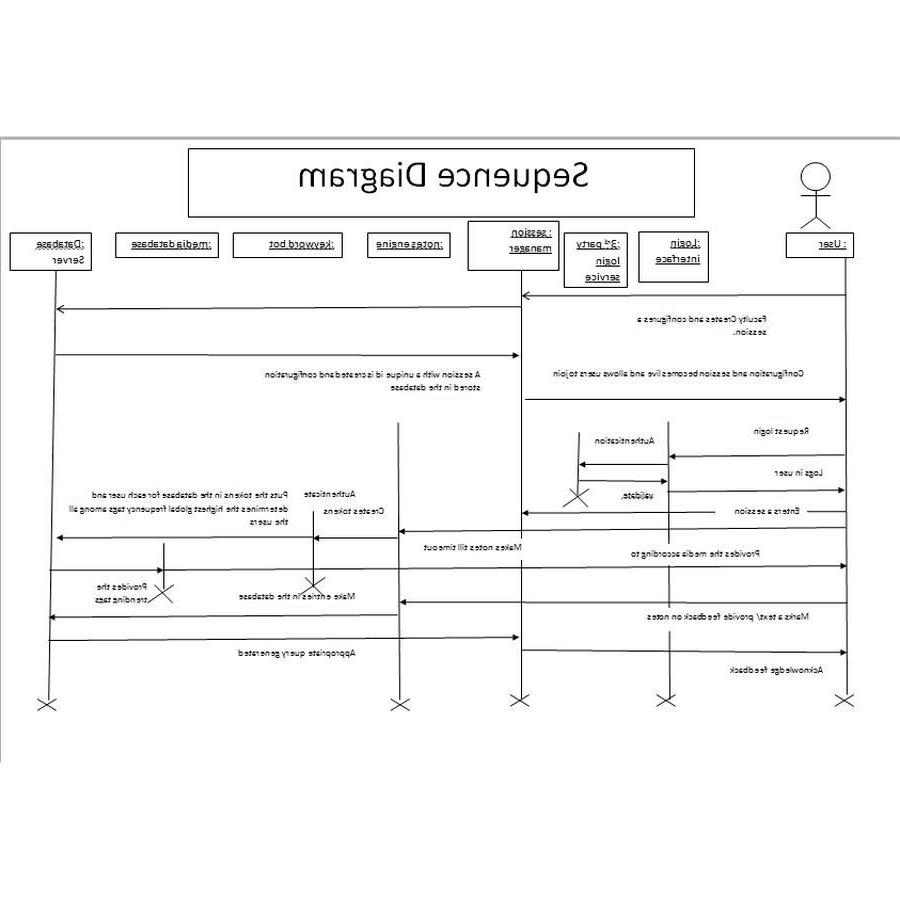 Sequence Diagram
: User
:Login
interface
:3rd party
login
service
: session
manager
:notes engine
:keyword bot
:media database
:Database
Server
Faculty Creates and configures a
session.
A session with a unique id is created and configuration
stored in the database
Configuration and session becomes live and allows users to join
Request login
Authentication
Logs in user
validate.
Enters a session
Authenticate
Creates tokens
Puts the tokens in the database for each user and
determines the highest global frequency tags among all
the users
Makes notes till timeout
Provides the media according to
Provides the
trending tags
Make entries in the database
Marks a text/ provide feedback on notes
Appropriate query generated
Acknowledge feedback